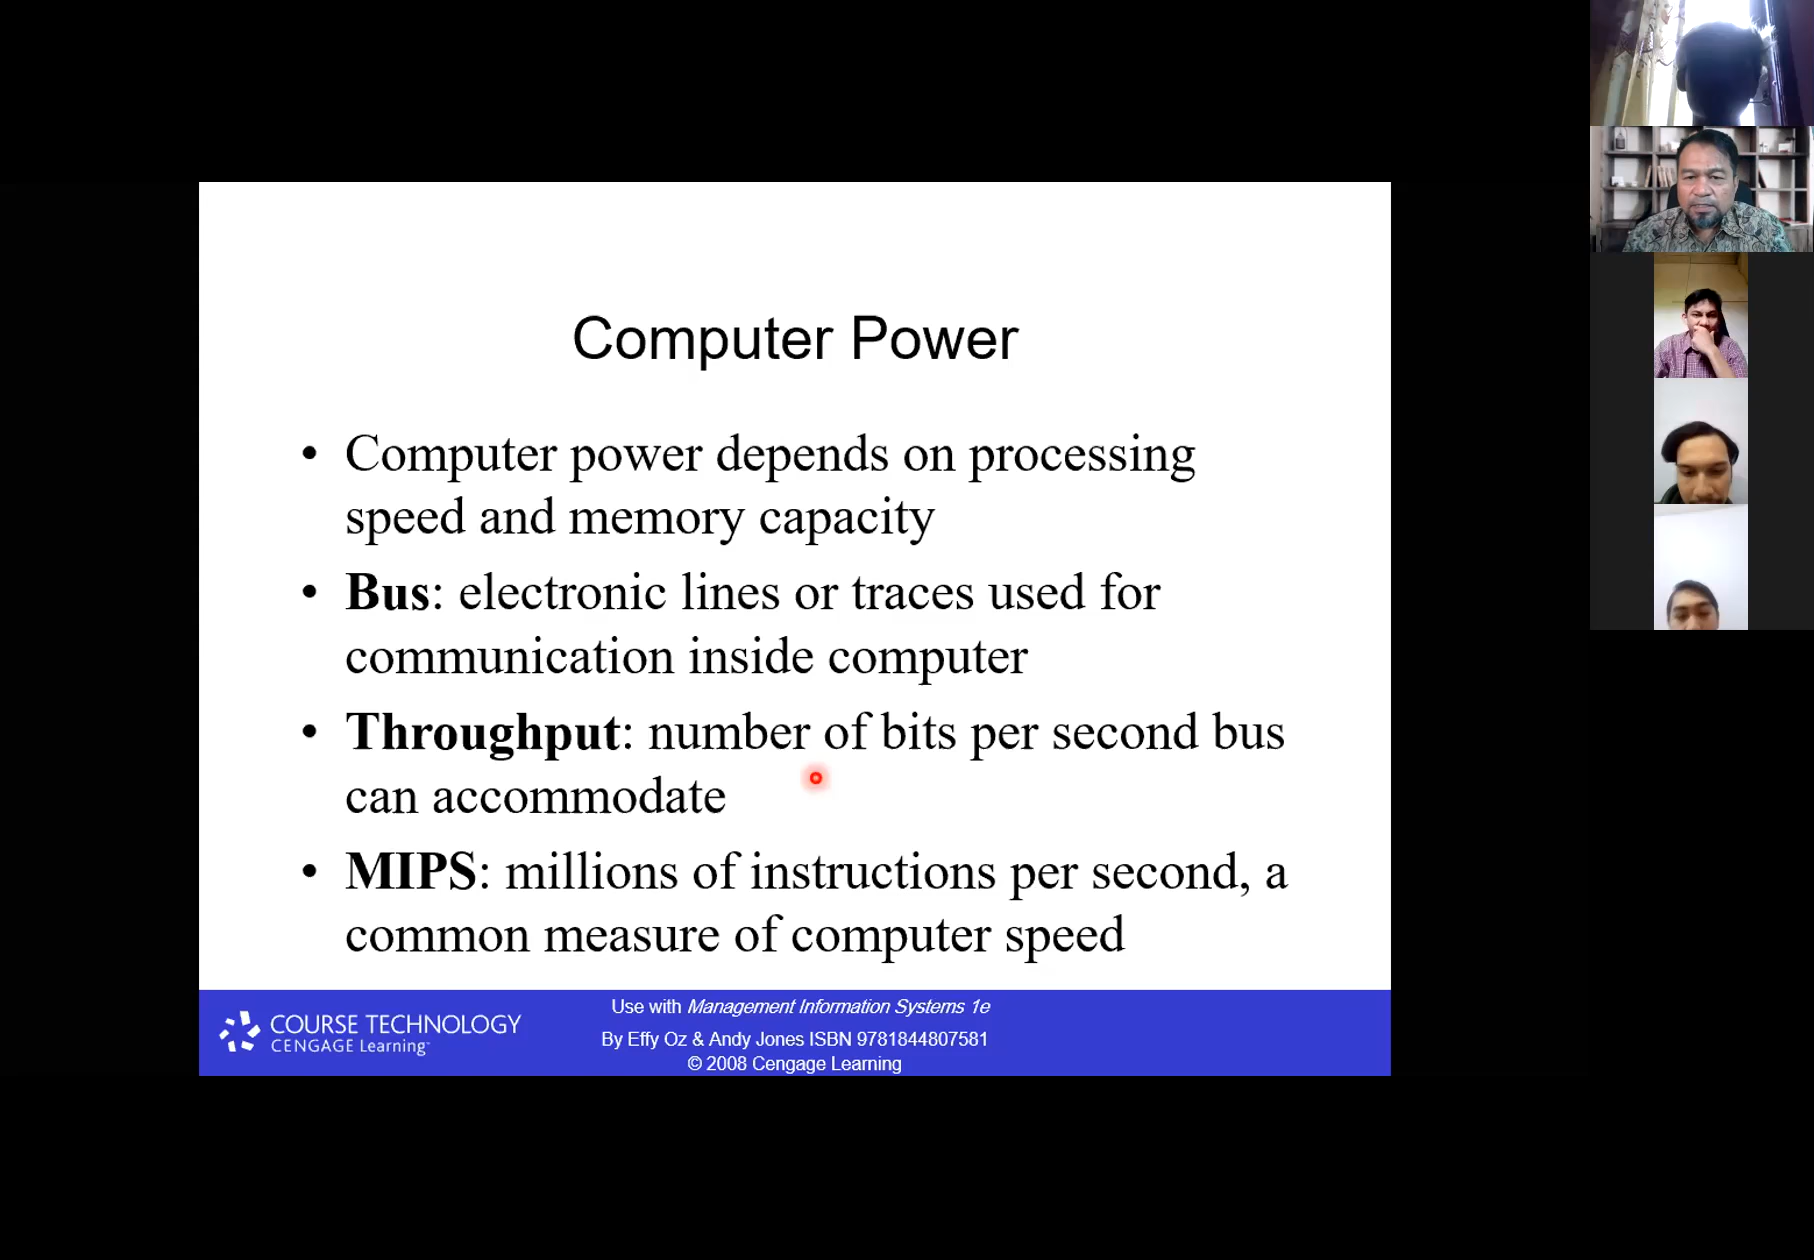 Computer Power
• Computer power depends on processing
speed and memory capacity
• Bus: electronic lines or traces used for
communication inside computer
• Throughput: number of bits per second bus
can accommodate
• MIPS: millions of instructions per second, a
common measure of computer speed
COURSE TECHNOLOGY
CENGAGE Learning™
Use with Management Information Systems 1e
By Effy Oz & Andy Jones ISBN 9781844807581
© 2008 Cengage Learning